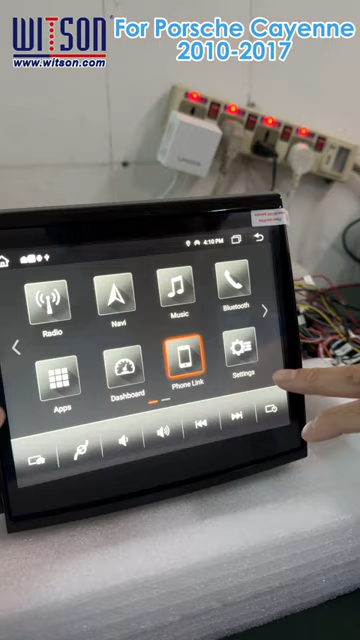 WITSON
www.witson.com
For Porsche Cayenne
2010-2017
4:10 PM
Radio
Navi
Music
Bluetooth
Apps
Dashboard
Phone Link
Settings